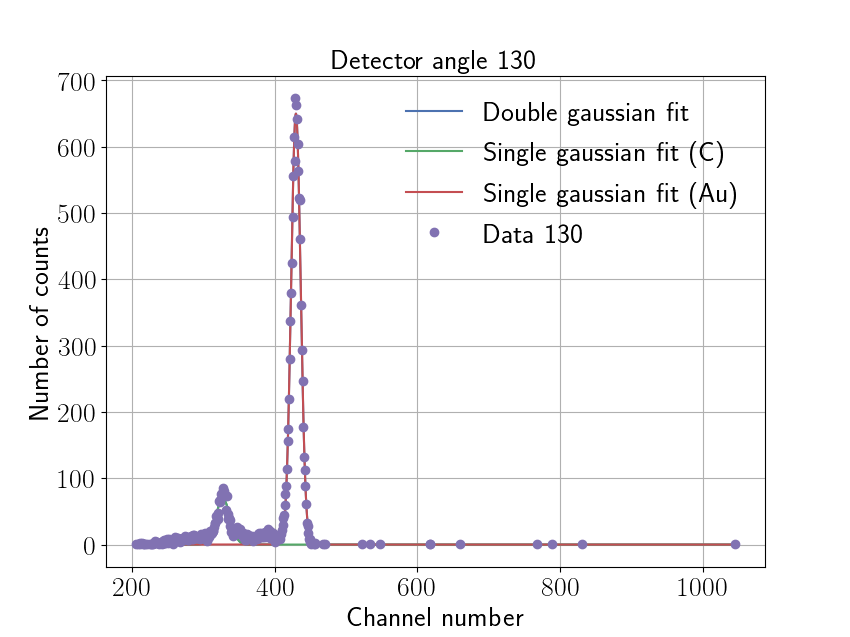 Detector angle 130
700
600
500
400
300
200
100
0
Number of counts
Double gaussian fit
Single gaussian fit (C)
Single gaussian fit (Au)
Data 130
200 400 600 800 1000
Channel number